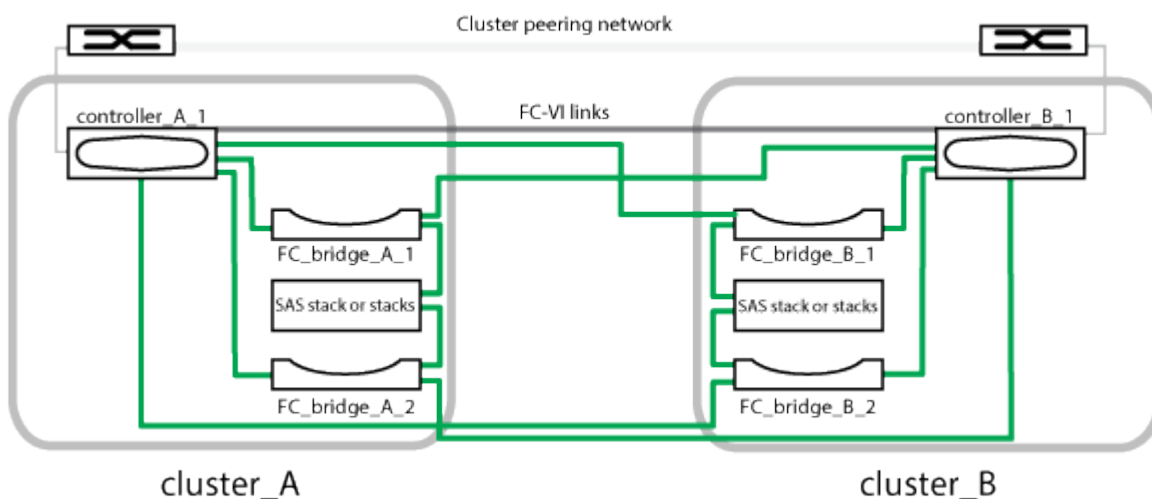 Cluster peering network
controller_A_1
FC-VI links
controller_B_1
FC_bridge_A_1
FC_bridge_B_1
SAS stack or stacks
SAS stack or stacks
FC_bridge_A_2
FC_bridge_B_2
cluster_A
cluster_B